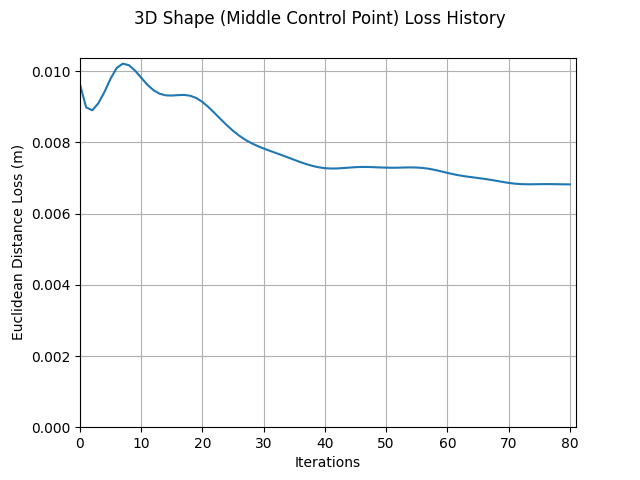 3D Shape (Middle Control Point) Loss History
Euclidean Distance Loss (m)
0.010
0.008
0.006
0.004
0.002
0.000
0 10 20 30 40 50 60 70 80
Iterations